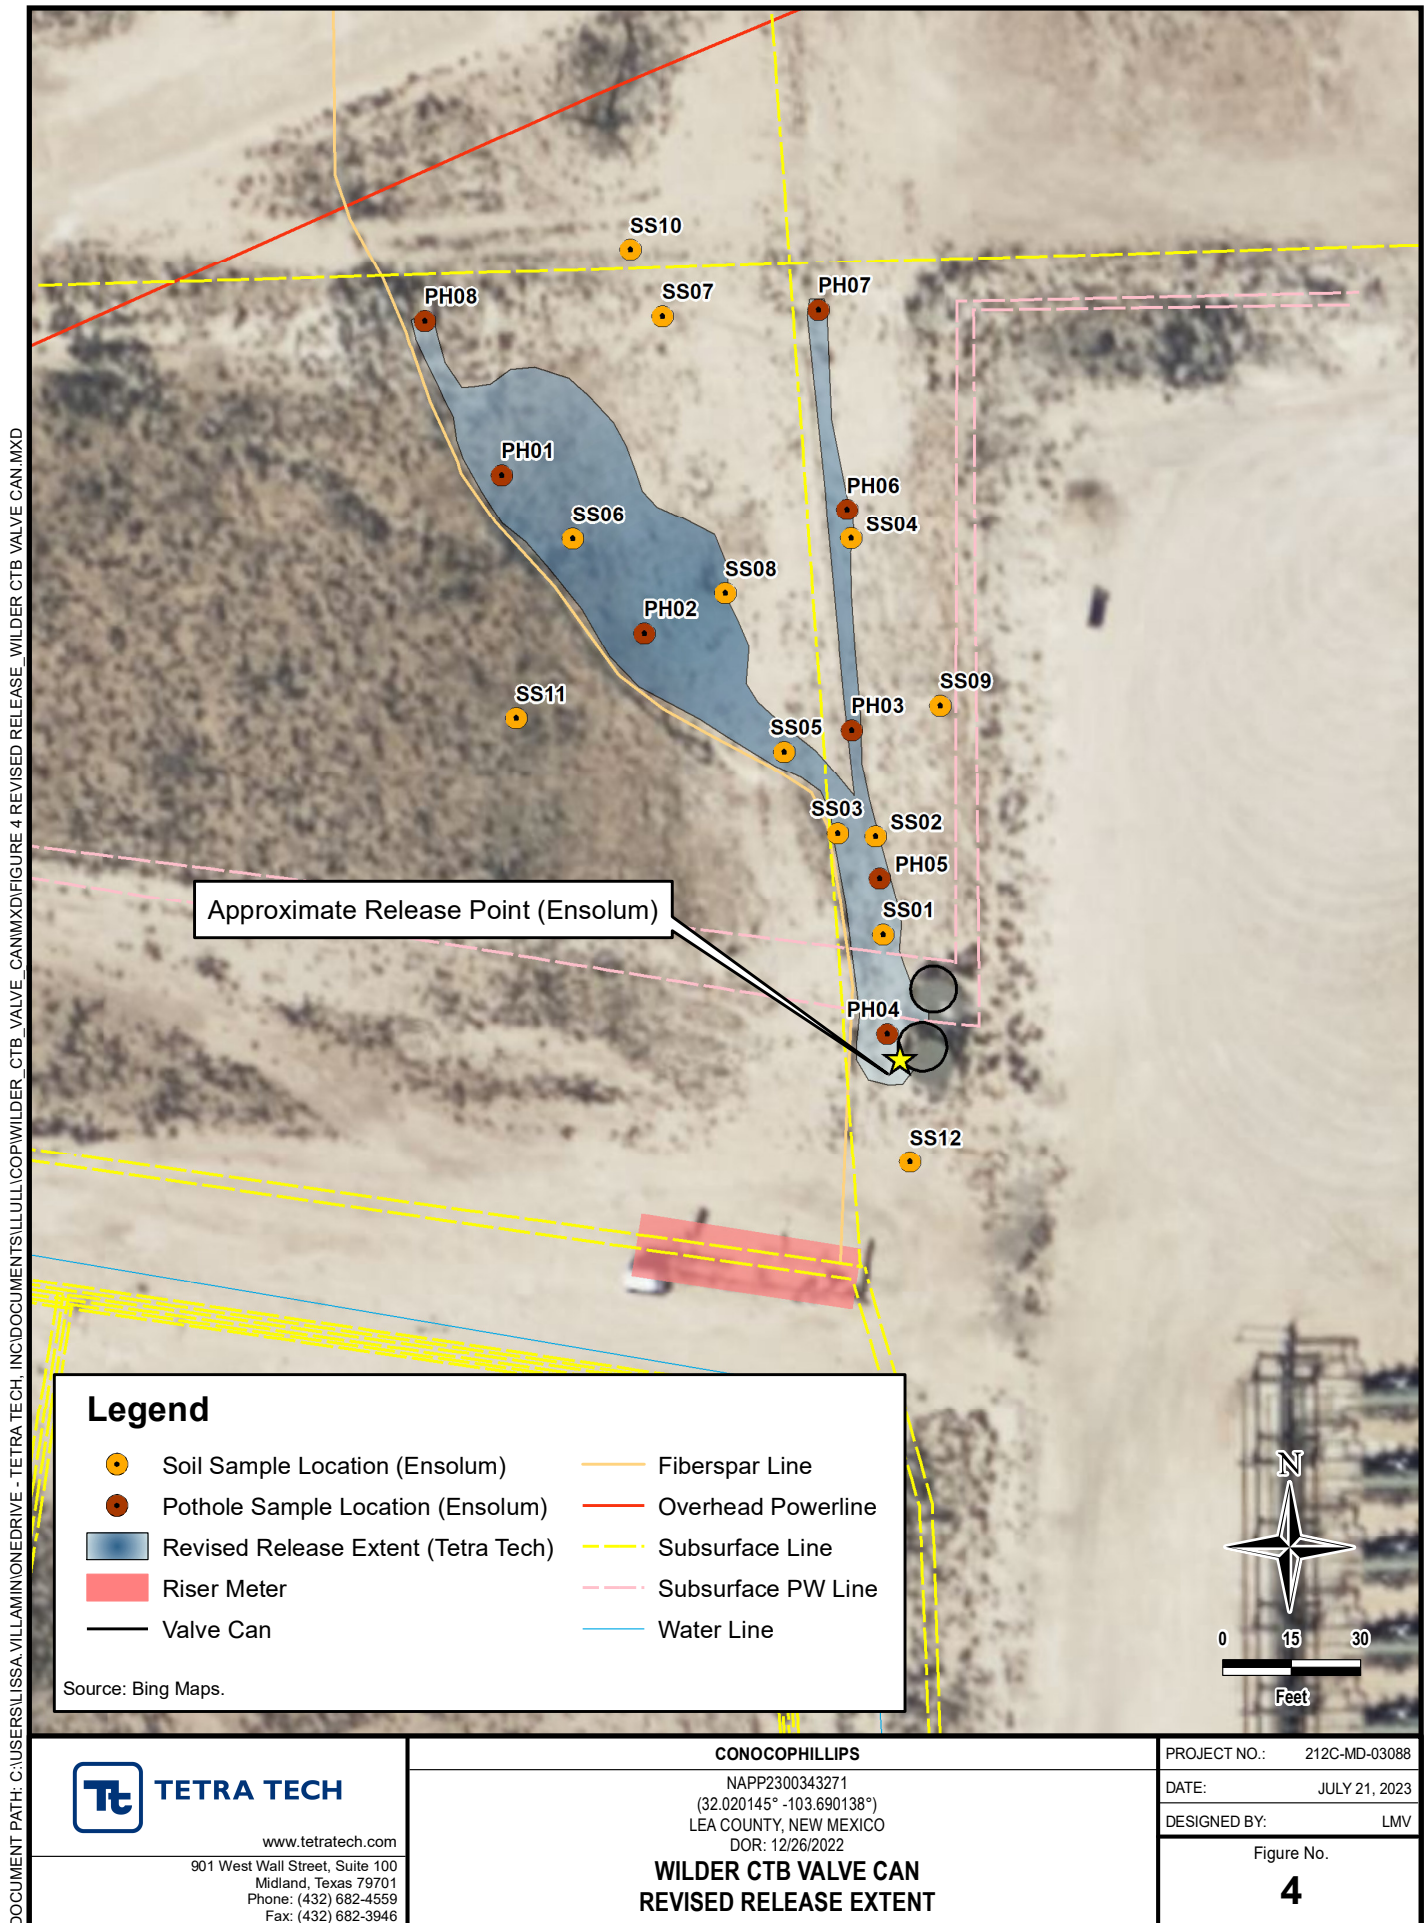 SS10
SS07
PH08
PH07
PH01
PH06
SS06
SS04
SS08
PH02
SS09
SS11
PH03
SS05
SS03
SS02
PH05
Approximate Release Point (Ensolum)
SS01
PH04
SS12
Legend
Soil Sample Location (Ensolum)
Pothole Sample Location (Ensolum)
Revised Release Extent (Tetra Tech)
Riser Meter
Valve Can
Fiberspar Line
Overhead Powerline
Subsurface Line
Subsurface PW Line
Water Line
Source: Bing Maps.
N
0 15 30
Feet
DOCUMENT PATH: C:\USERS\LISSA.VILLAMIN\ONEDRIVE - TETRA TECH, INC\DOCUMENTS\LLULL\COP\WILDER_CTB_VALVE_CAN\MXD\FIGURE 4 REVISED RELEASE_WILDER CTB VALVE CAN.MXD
Tt TETRA TECH
www.tetratech.com
901 West Wall Street, Suite 100
Midland, Texas 79701
Phone: (432) 682-4559
Fax: (432) 682-3946
CONOCOPHILLIPS
NAPP2300343271
(32.020145° -103.690138°)
LEA COUNTY, NEW MEXICO
DOR: 12/26/2022
WILDER CTB VALVE CAN
REVISED RELEASE EXTENT
PROJECT NO.: 212C-MD-03088
DATE: JULY 21, 2023
DESIGNED BY: LMV
Figure No.
4